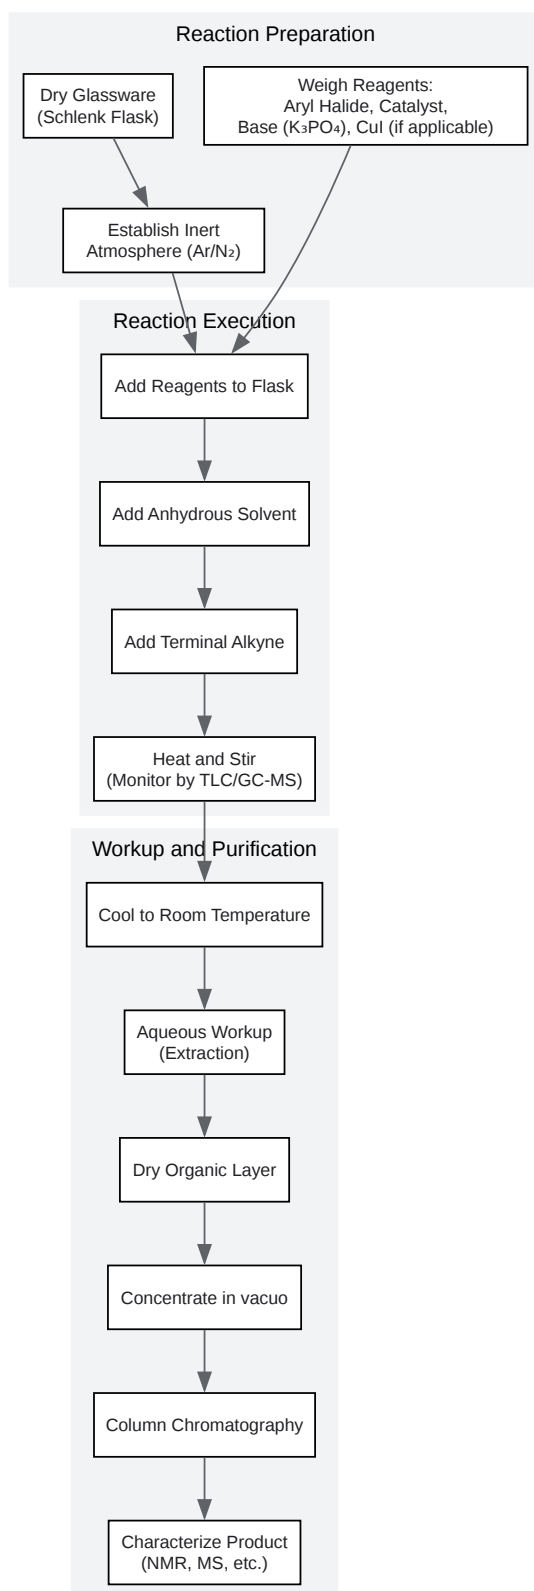 Reaction Preparation
Dry Glassware
(Schlenk Flask)
Weigh Reagents:
Aryl Halide, Catalyst,
Base (K₃PO₄), CuI (if applicable)
Establish Inert
Atmosphere (Ar/N₂)
Reaction Execution
Add Reagents to Flask
Add Anhydrous Solvent
Add Terminal Alkyne
Heat and Stir
(Monitor by TLC/GC-MS)
Workup and Purification
Cool to Room Temperature
Aqueous Workup
(Extraction)
Dry Organic Layer
Concentrate in vacuo
Column Chromatography
Characterize Product
(NMR, MS, etc.)